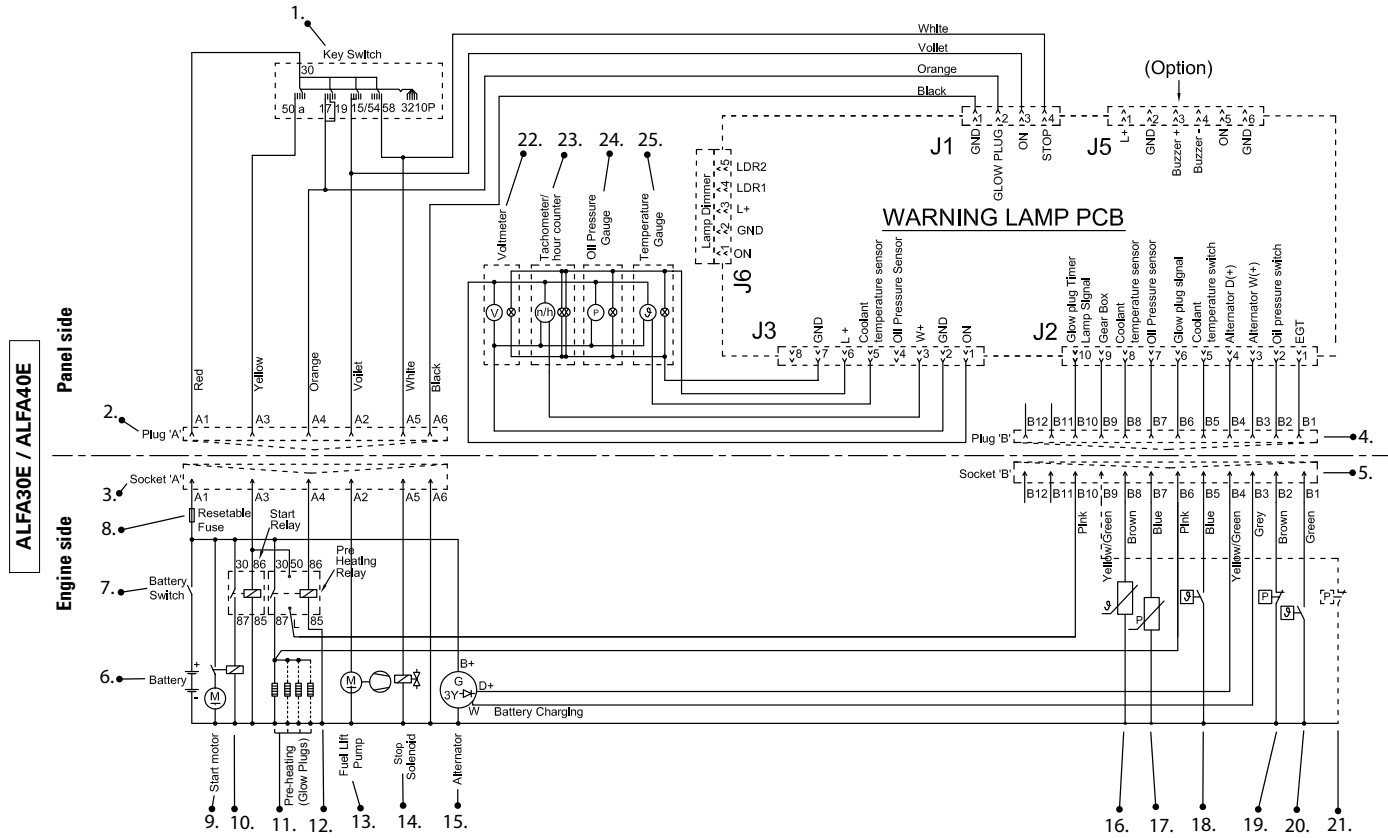 1.
Key Switch
30
50 a
17
19
15/54
58
3210P
White
Voilet
Orange
Black
(Option)
J1
GND 1
GLOW PLUG 2
ON 3
STOP 4
J5
L+ 1
GND 2
Buzzer + 3
Buzzer - 4
ON 5
GND 6
WARNING LAMP PCB
J6
Lamp Dimmer
5 LDR2
4 LDR1
3 L+
2 GND
1 ON
22.
23.
24.
25.
Voltmeter
Tachometer/
hour counter
Oil Pressure
Gauge
Temperature
Gauge
V
n/h
P
ϑ
J3
8
GND 7
L + 6
Coolant
temperature sensor 5
Oil Pressure Sensor 4
W+ 3
GND 2
ON 1
J2
Glow plug Timer
Lamp Signal 10
Gear Box 9
Coolant
temperature sensor 8
Oil Pressure sensor 7
Glow plug signal 6
Coolant
temperature switch 5
Alternator D(+) 4
Alternator W(+) 3
Oil pressure switch 2
EGT 1
ALFA30E / ALFA40E
Panel side
Engine side
Red
Yellow
Orange
Voilet
White
Black
2.
Plug 'A'
A1
A3
A4
A2
A5
A6
B12
B11
B10
B9
B8
B7
B6
B5
B4
B3
B2
B1
Plug 'B'
4.
3.
Socket 'A'
A1
A3
A4
A2
A5
A6
Socket 'B'
5.
B12
B11
B10
B9
B8
B7
B6
B5
B4
B3
B2
B1
Pink
Yellow/Green
Brown
Blue
Pink
Blue
Yellow/Green
Grey
Brown
Green
8.
Resetable
Fuse
Start
Relay
Pre
Heating
Relay
30
86
30
50
86
87
85
87
L
85
7.
Battery
Switch
6.
Battery
+
-
M
M
B+
G
3Y
D+
W
Battery Charging
ϑ
P
ϑ
P
ϑ
P
Start motor
Pre-heating
(Glow Plugs)
Fuel Lift
Pump
Stop
Solenoid
Alternator
9.
10.
11.
12.
13.
14.
15.
16.
17.
18.
19.
20.
21.